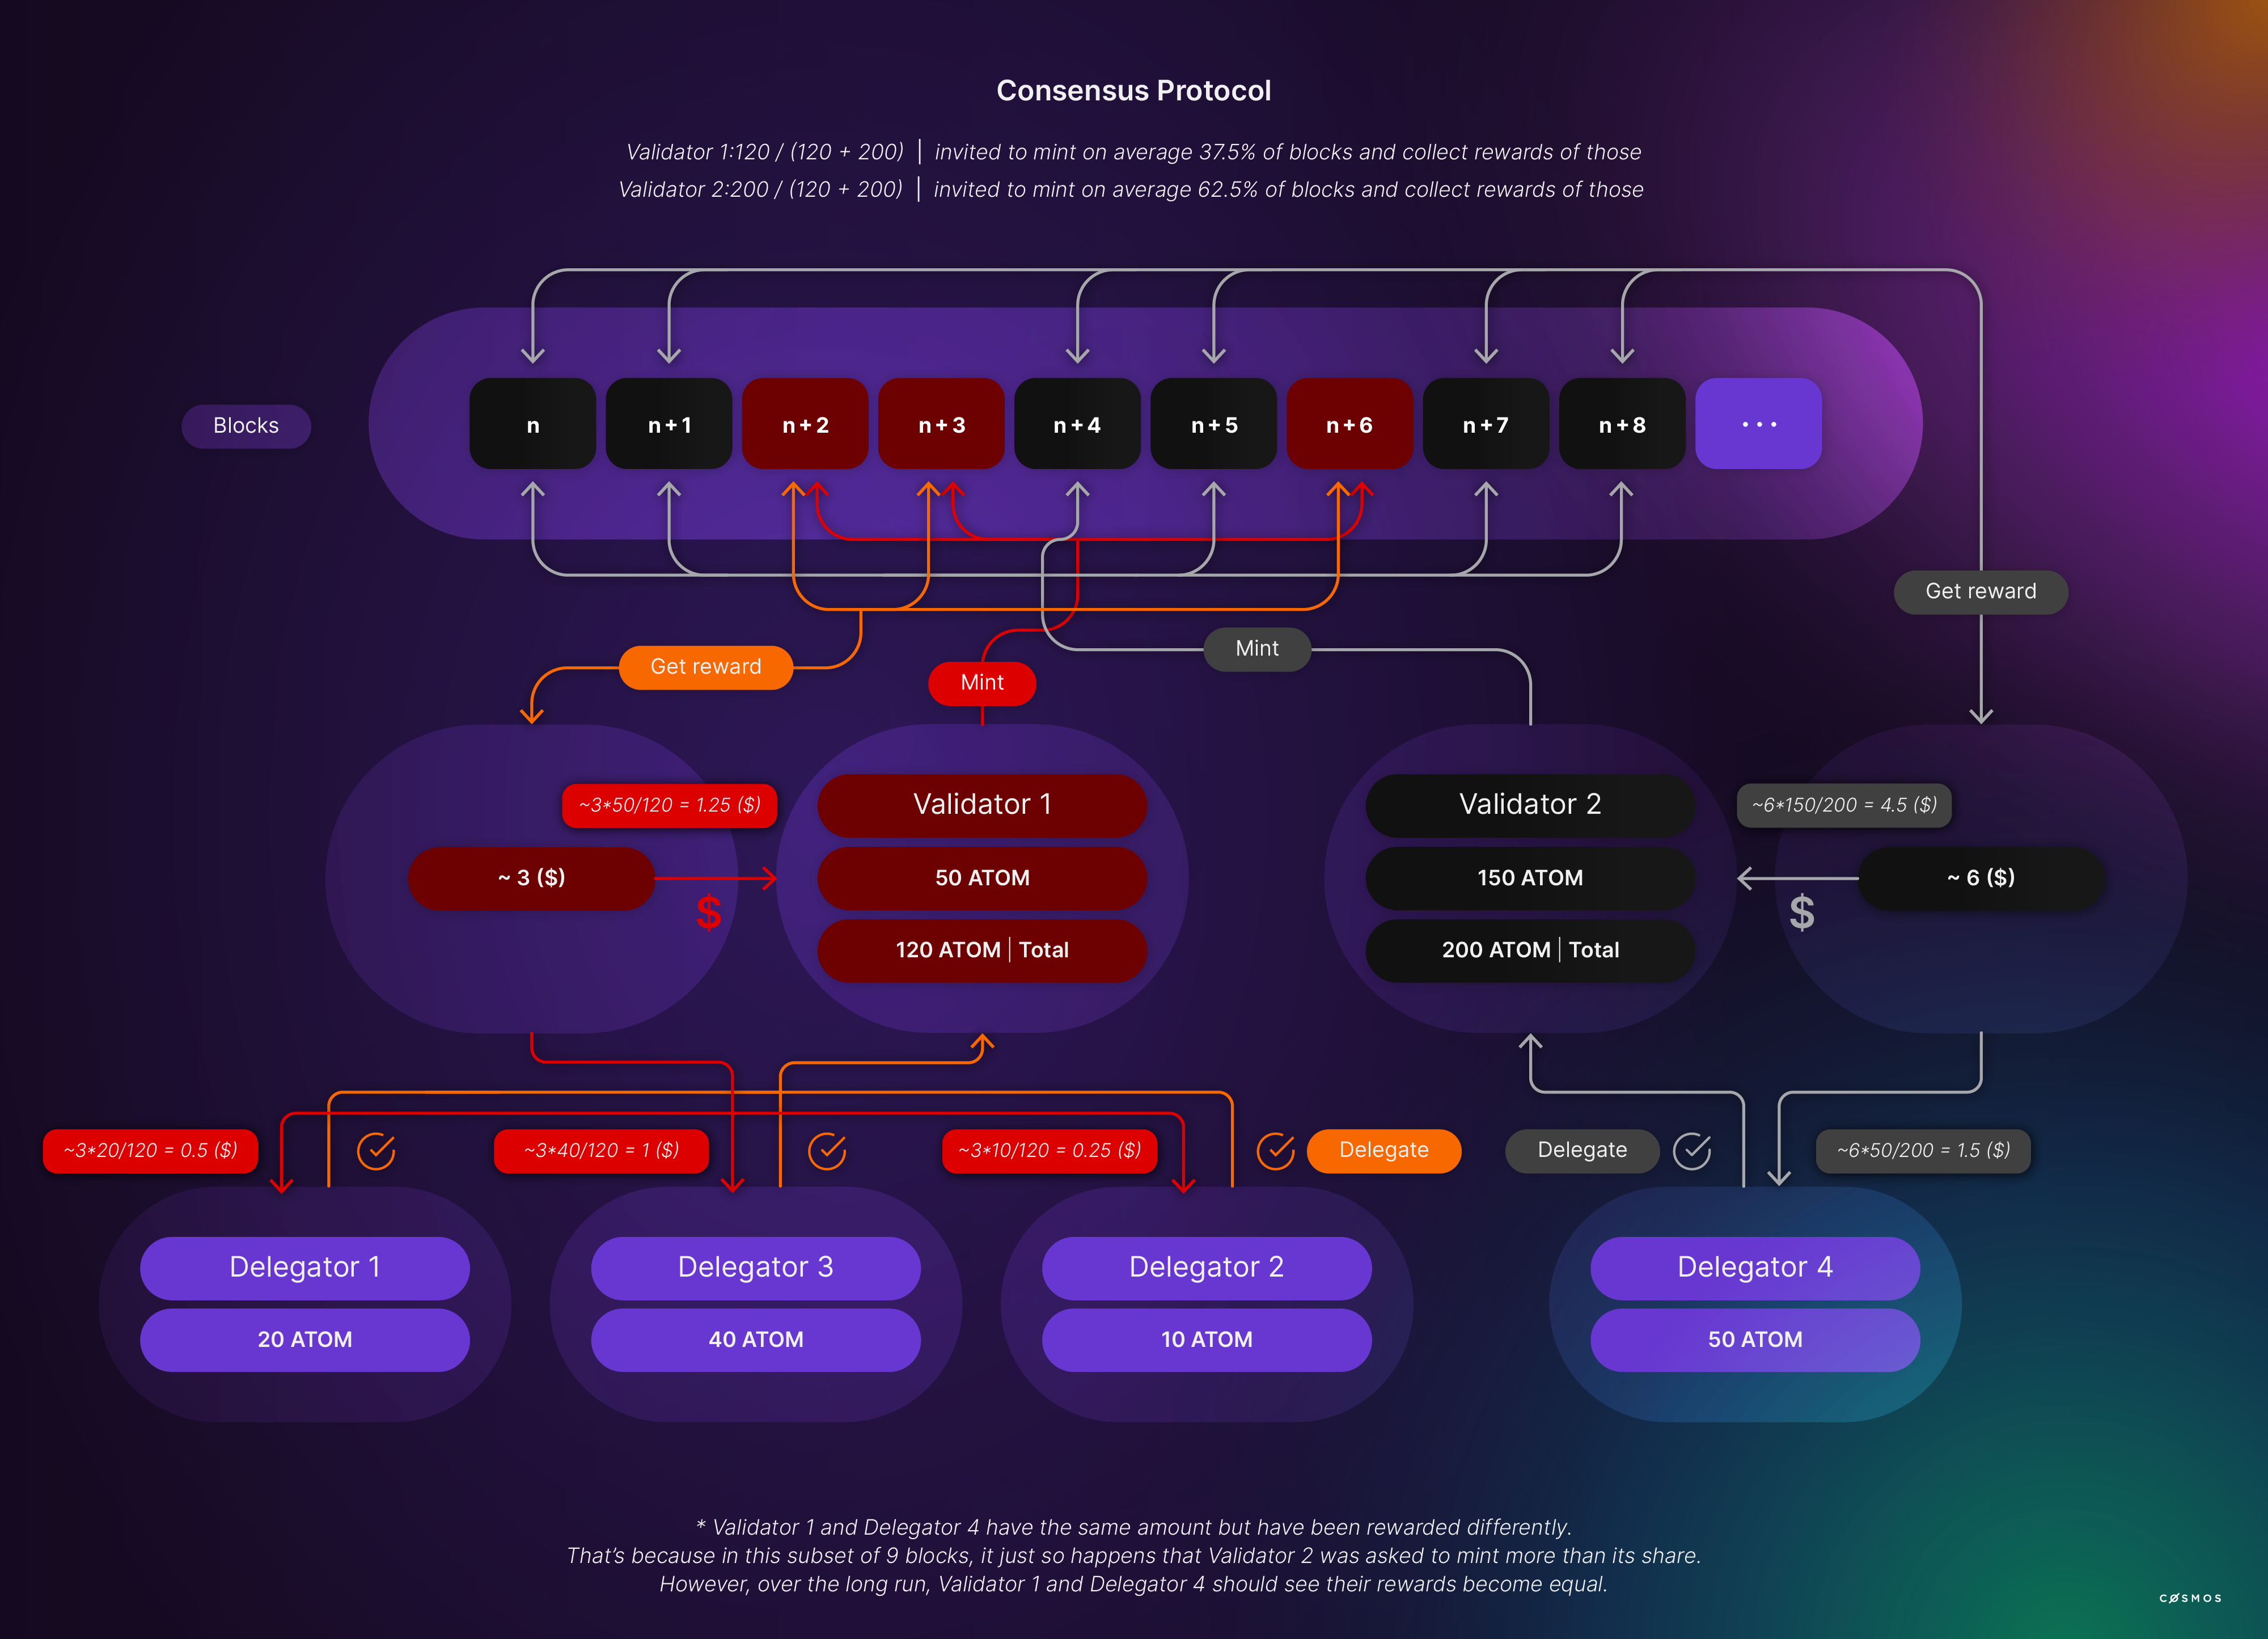 Consensus Protocol
Validator 1:120 / (120 + 200) | invited to mint on average 37.5% of blocks and collect rewards of those
Validator 2:200 / (120 + 200) | invited to mint on average 62.5% of blocks and collect rewards of those
Blocks
n
n+1
n+2
n+3
n+4
n+5
n+6
n+7
n+8
...
Get reward
Mint
Get reward
Mint
~3*50/120 = 1.25 ($)
Validator 1
Validator 2
~6*150/200 = 4.5 ($)
~ 3 ($)
$
50 ATOM
150 ATOM
$
~ 6 ($)
120 ATOM | Total
200 ATOM | Total
~3*20/120 = 0.5 ($)
~3*40/120 = 1 ($)
~3*10/120 = 0.25 ($)
Delegate
Delegate
~6*50/200 = 1.5 ($)
Delegator 1
Delegator 3
Delegator 2
Delegator 4
20 ATOM
40 ATOM
10 ATOM
50 ATOM
* Validator 1 and Delegator 4 have the same amount but have been rewarded differently.
That's because in this subset of 9 blocks, it just so happens that Validator 2 was asked to mint more than its share.
However, over the long run, Validator 1 and Delegator 4 should see their rewards become equal.
COSMOS